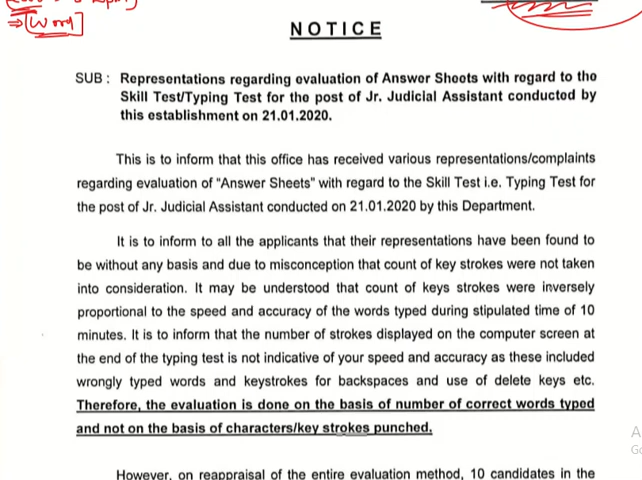 ⇒[Word]
NOTICE
SUB : Representations regarding evaluation of Answer Sheets with regard to the
Skill Test/Typing Test for the post of Jr. Judicial Assistant conducted by
this establishment on 21.01.2020.
This is to inform that this office has received various representations/complaints
regarding evaluation of "Answer Sheets" with regard to the Skill Test i.e. Typing Test for
the post of Jr. Judicial Assistant conducted on 21.01.2020 by this Department.
It is to inform to all the applicants that their representations have been found to
be without any basis and due to misconception that count of key strokes were not taken
into consideration. It may be understood that count of keys strokes were inversely
proportional to the speed and accuracy of the words typed during stipulated time of 10
minutes. It is to inform that the number of strokes displayed on the computer screen at
the end of the typing test is not indicative of your speed and accuracy as these included
wrongly typed words and keystrokes for backspaces and use of delete keys etc.
Therefore, the evaluation is done on the basis of number of correct words typed
and not on the basis of characters/key strokes punched.
However, on reappraisal of the entire evaluation method, 10 candidates in the